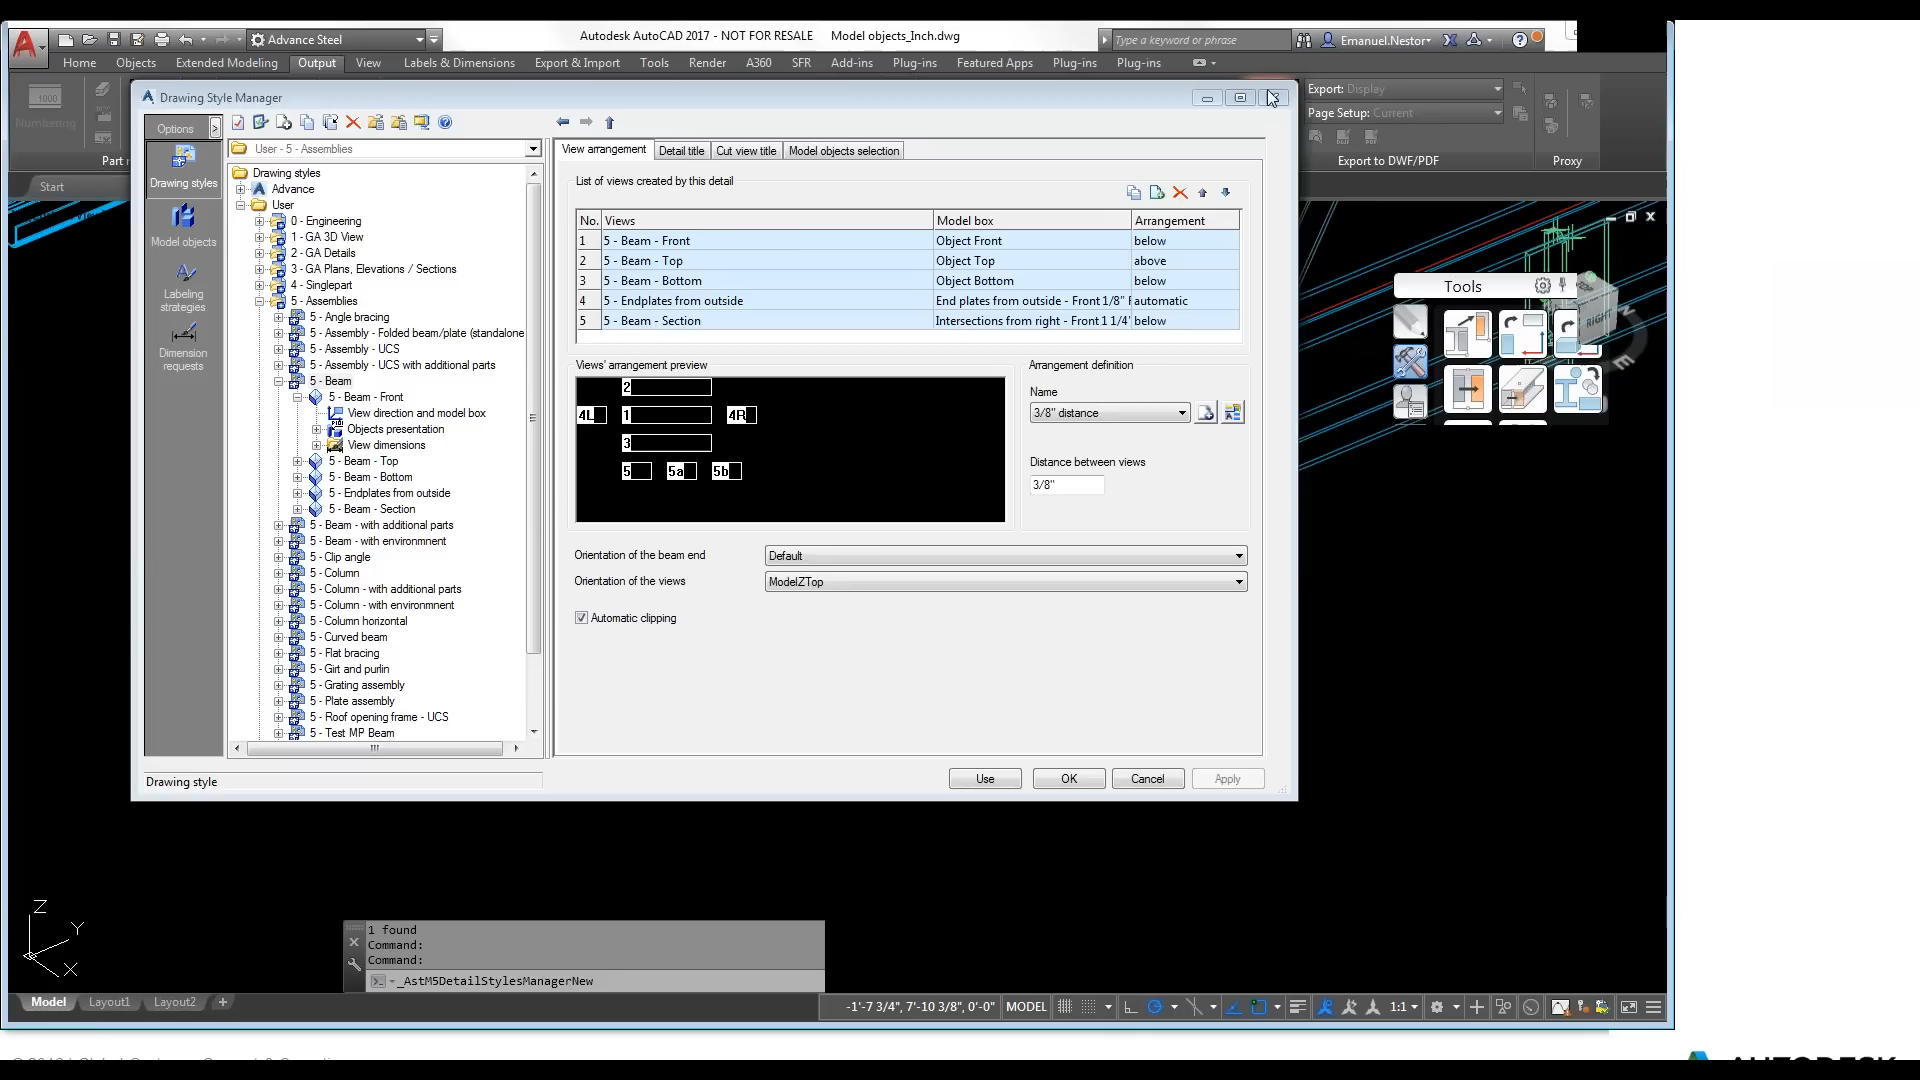 Advance Steel
Autodesk AutoCAD 2017 - NOT FOR RESALE Model objects_Inch.dwg
Type a keyword or phrase
Emanuel.Nestor
Home Objects Extended Modeling Output View Labels & Dimensions Export & Import Tools Render A360 SFR Add-ins Plug-ins Featured Apps Plug-ins Plug-ins
Numbering
Part
Export: Display
Page Setup: Current
Export to DWF/PDF
Proxy
Start
Drawing Style Manager
Options
Drawing styles
Model objects
Labeling
strategies
Dimension
requests
User - 5 - Assemblies
Drawing styles
Advance
User
0 - Engineering
1 - GA 3D View
2 - GA Details
3 - GA Plans, Elevations / Sections
4 - Singlepart
5 - Assemblies
5 - Angle bracing
5 - Assembly - Folded beam/plate (standalone
5 - Assembly - UCS
5 - Assembly - UCS with additional parts
5 - Beam
5 - Beam - Front
View direction and model box
Objects presentation
View dimensions
5 - Beam - Top
5 - Beam - Bottom
5 - Endplates from outside
5 - Beam - Section
5 - Beam - with additional parts
5 - Beam - with environmnent
5 - Clip angle
5 - Column
5 - Column - with additional parts
5 - Column - with environmnent
5 - Column horizontal
5 - Curved beam
5 - Flat bracing
5 - Girt and purlin
5 - Grating assembly
5 - Plate assembly
5 - Roof opening frame - UCS
5 - Test MP Beam
Drawing style
View arrangement Detail title Cut view title Model objects selection
List of views created by this detail
No. Views Model box Arrangement
1 5 - Beam - Front Object Front below
2 5 - Beam - Top Object Top above
3 5 - Beam - Bottom Object Bottom below
4 5 - Endplates from outside End plates from outside - Front 1/8" automatic
5 5 - Beam - Section Intersections from right - Front 1 1/4" below
Views' arrangement preview
2
4L 1 4R
3
5 5a 5b
Arrangement definition
Name
3/8" distance
Distance between views
3/8"
Orientation of the beam end Default
Orientation of the views ModelZTop
Automatic clipping
Use OK Cancel Apply
Tools
RIGHT
E
Z
Y
X
1 found
Command:
Command:
_AstM5DetailStylesManagerNew
Model Layout1 Layout2 +
-1'-7 3/4", 7'-10 3/8", 0'-0" MODEL 1:1